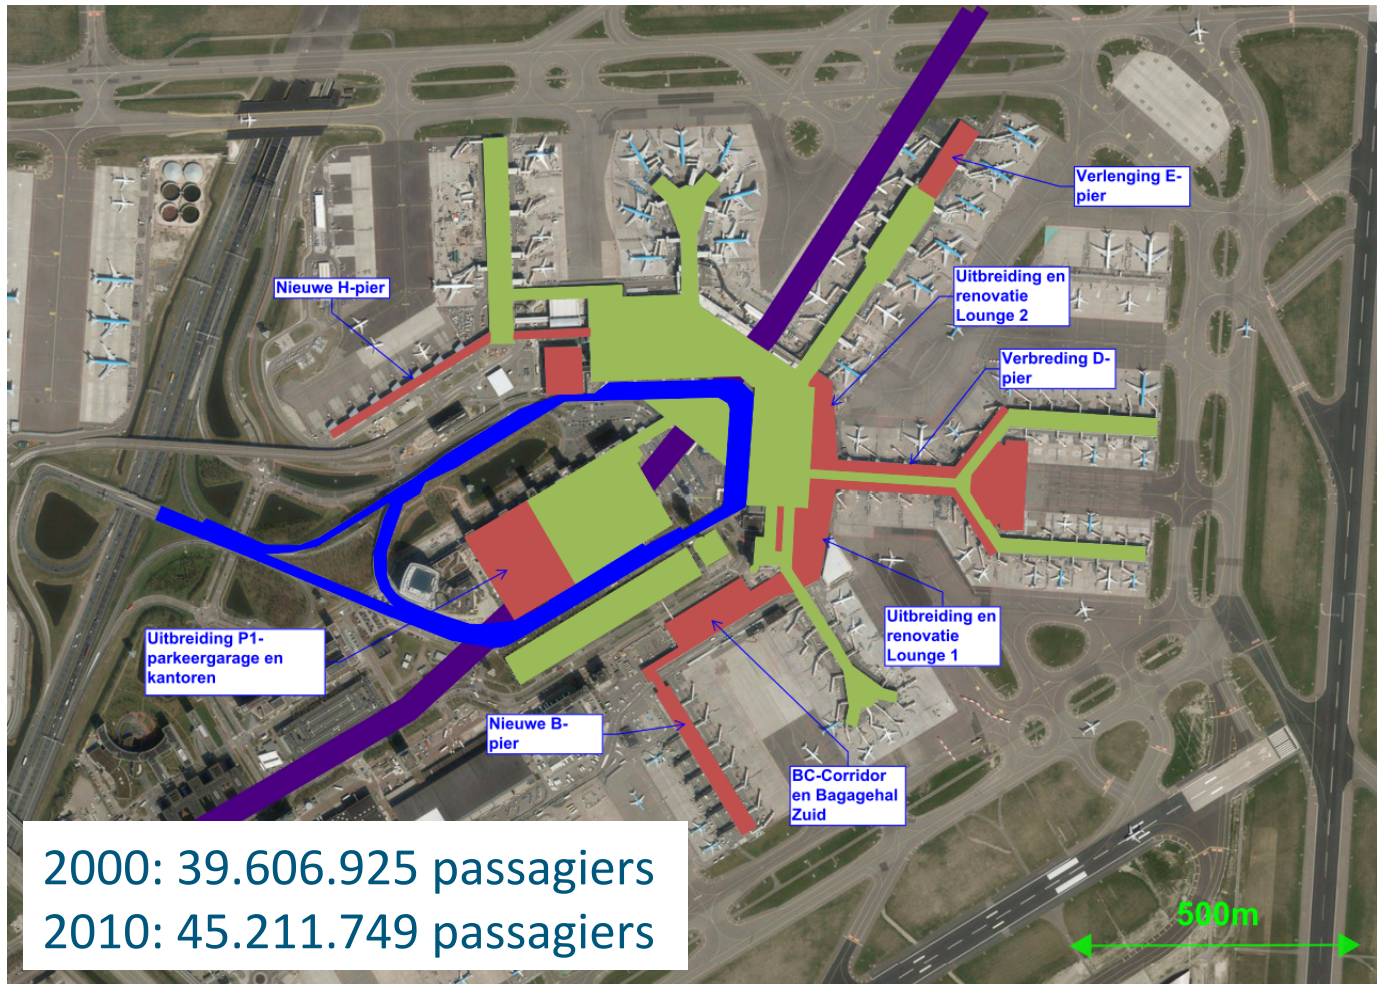 Verlenging E-
pier
Uitbreiding en
renovatie
Lounge 2
Nieuwe H-pier
Verbreding D-
pier
Uitbreiding en
renovatie
Lounge 1
Uitbreiding P1-
parkeergarage en
kantoren
Nieuwe B-
pier
BC-Corridor
en Bagagehal
Zuid
2000: 39.606.925 passagiers
2010: 45.211.749 passagiers
500m